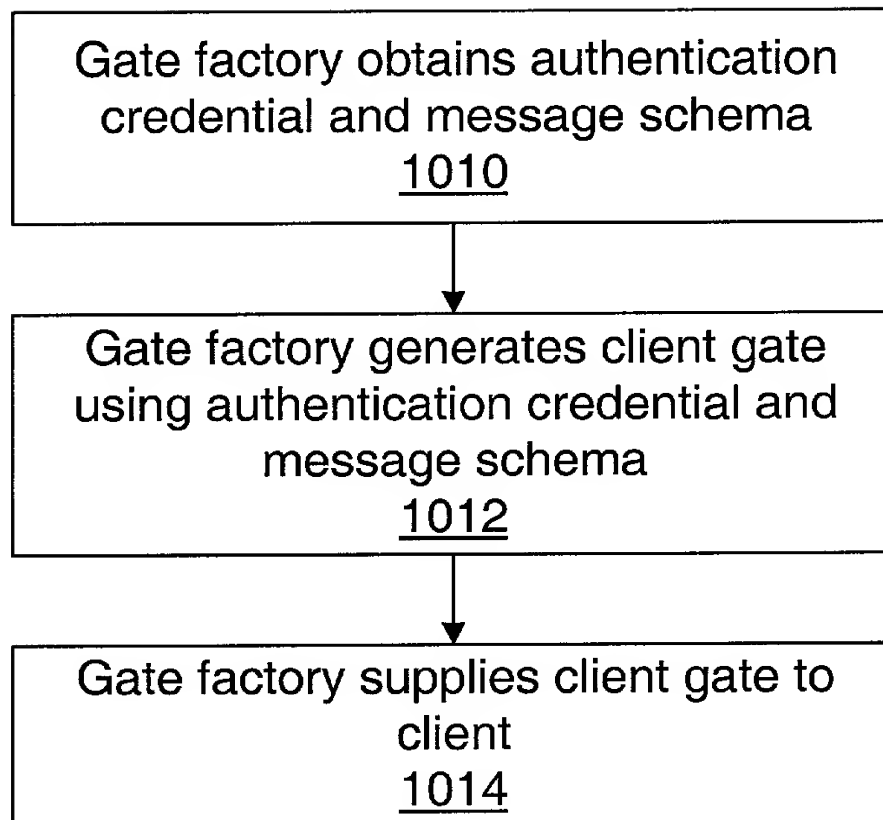 Gate factory obtains authentication
credential and message schema
1010
Gate factory generates client gate
using authentication credential and
message schema
1012
Gate factory supplies client gate to
client
1014